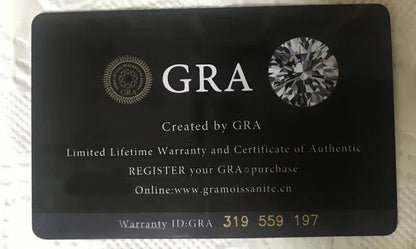 GRA
GRA
Created by GRA
Limited Lifetime Warranty and Certificate of Authentic
REGISTER your GRA purchase
Online:www.gramoissanite.cn
Warranty ID:GRA 319 559 197